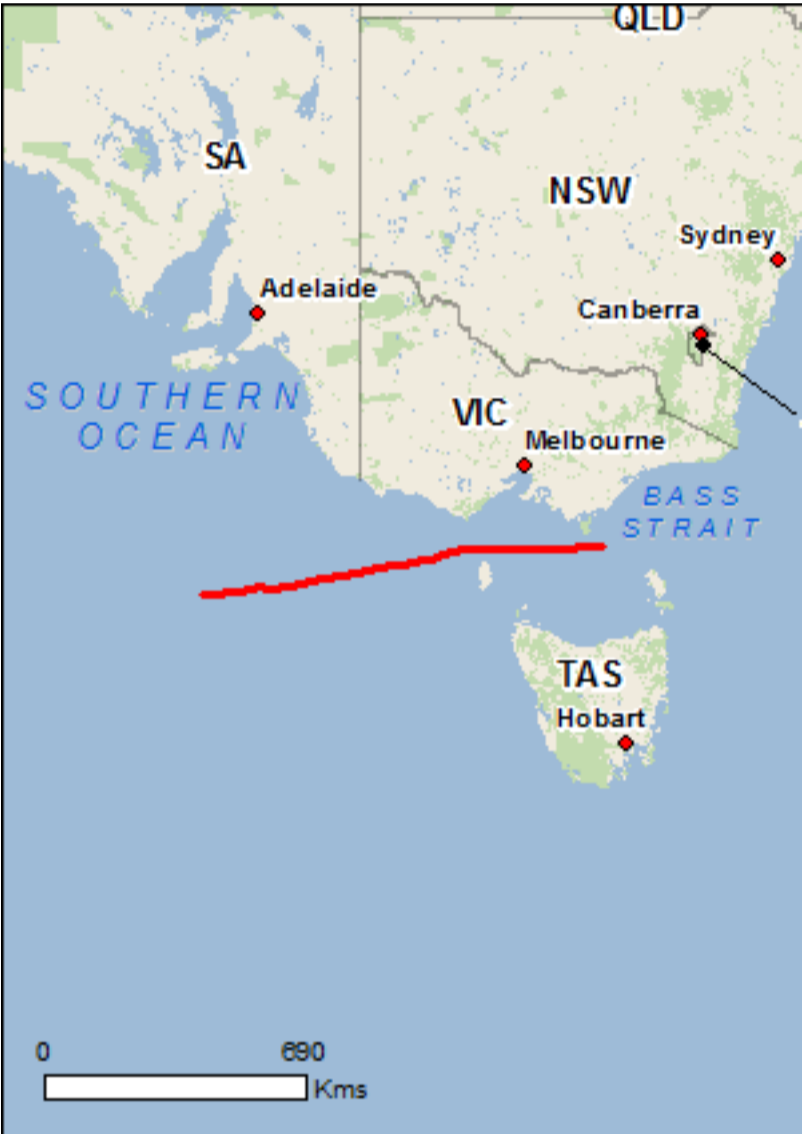 QLD
SA
NSW
Sydney
Adelaide
Canberra
SOUTHERN
OCEAN
VIC
Melbourne
BASS
STRAIT
TAS
Hobart
0 690
Kms